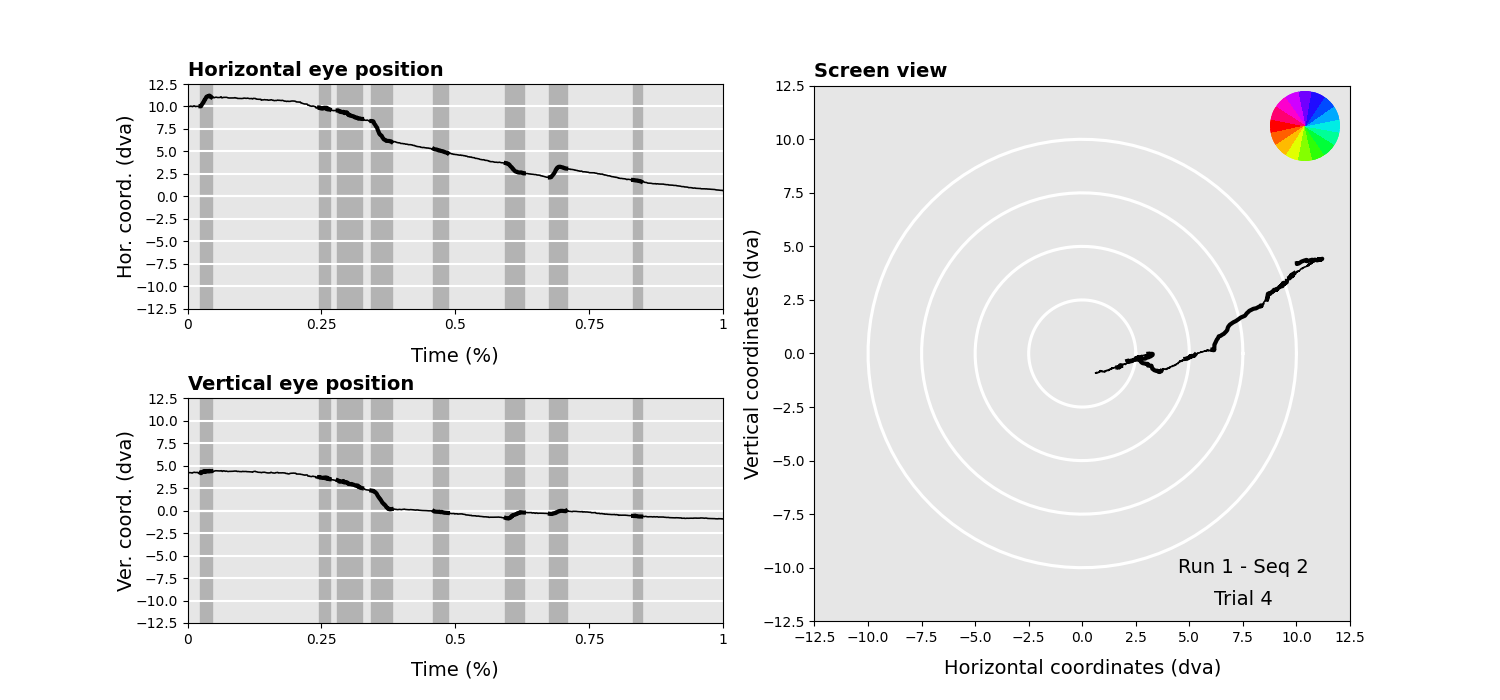 Horizontal eye position
Hor. coord. (dva)
12.5
10.0
7.5
5.0
2.5
0.0
−2.5
−5.0
−7.5
−10.0
−12.5
0 0.25 0.5 0.75 1
Time (%)
Vertical eye position
Ver. coord. (dva)
12.5
10.0
7.5
5.0
2.5
0.0
−2.5
−5.0
−7.5
−10.0
−12.5
0 0.25 0.5 0.75 1
Time (%)
Screen view
Vertical coordinates (dva)
12.5
10.0
7.5
5.0
2.5
0.0
−2.5
−5.0
−7.5
−10.0
−12.5
Run 1 - Seq 2
Trial 4
−12.5 −10.0 −7.5 −5.0 −2.5 0.0 2.5 5.0 7.5 10.0 12.5
Horizontal coordinates (dva)